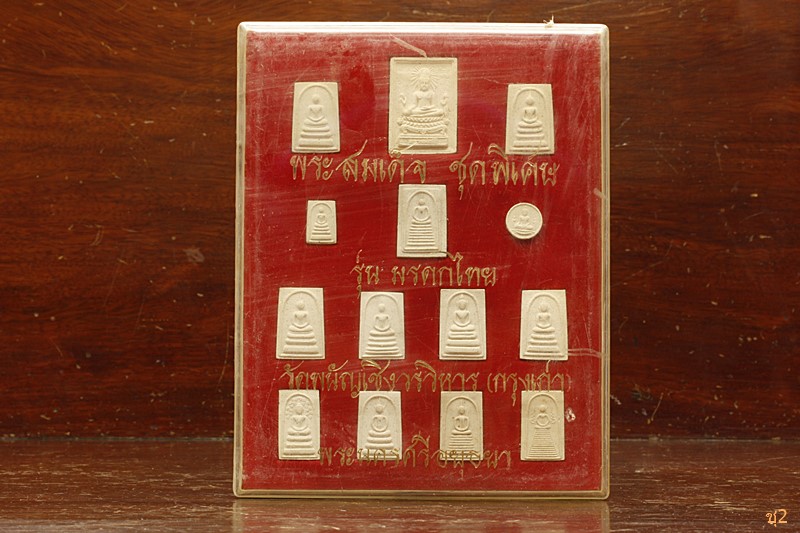 พระสมเด็จ ชุดพิเศษ
รุ่น มรดกไทย
วัดพนัญเชิงวรวิหาร (กรุงเก่า)
พระนครศรีอยุธยา
ชุ2